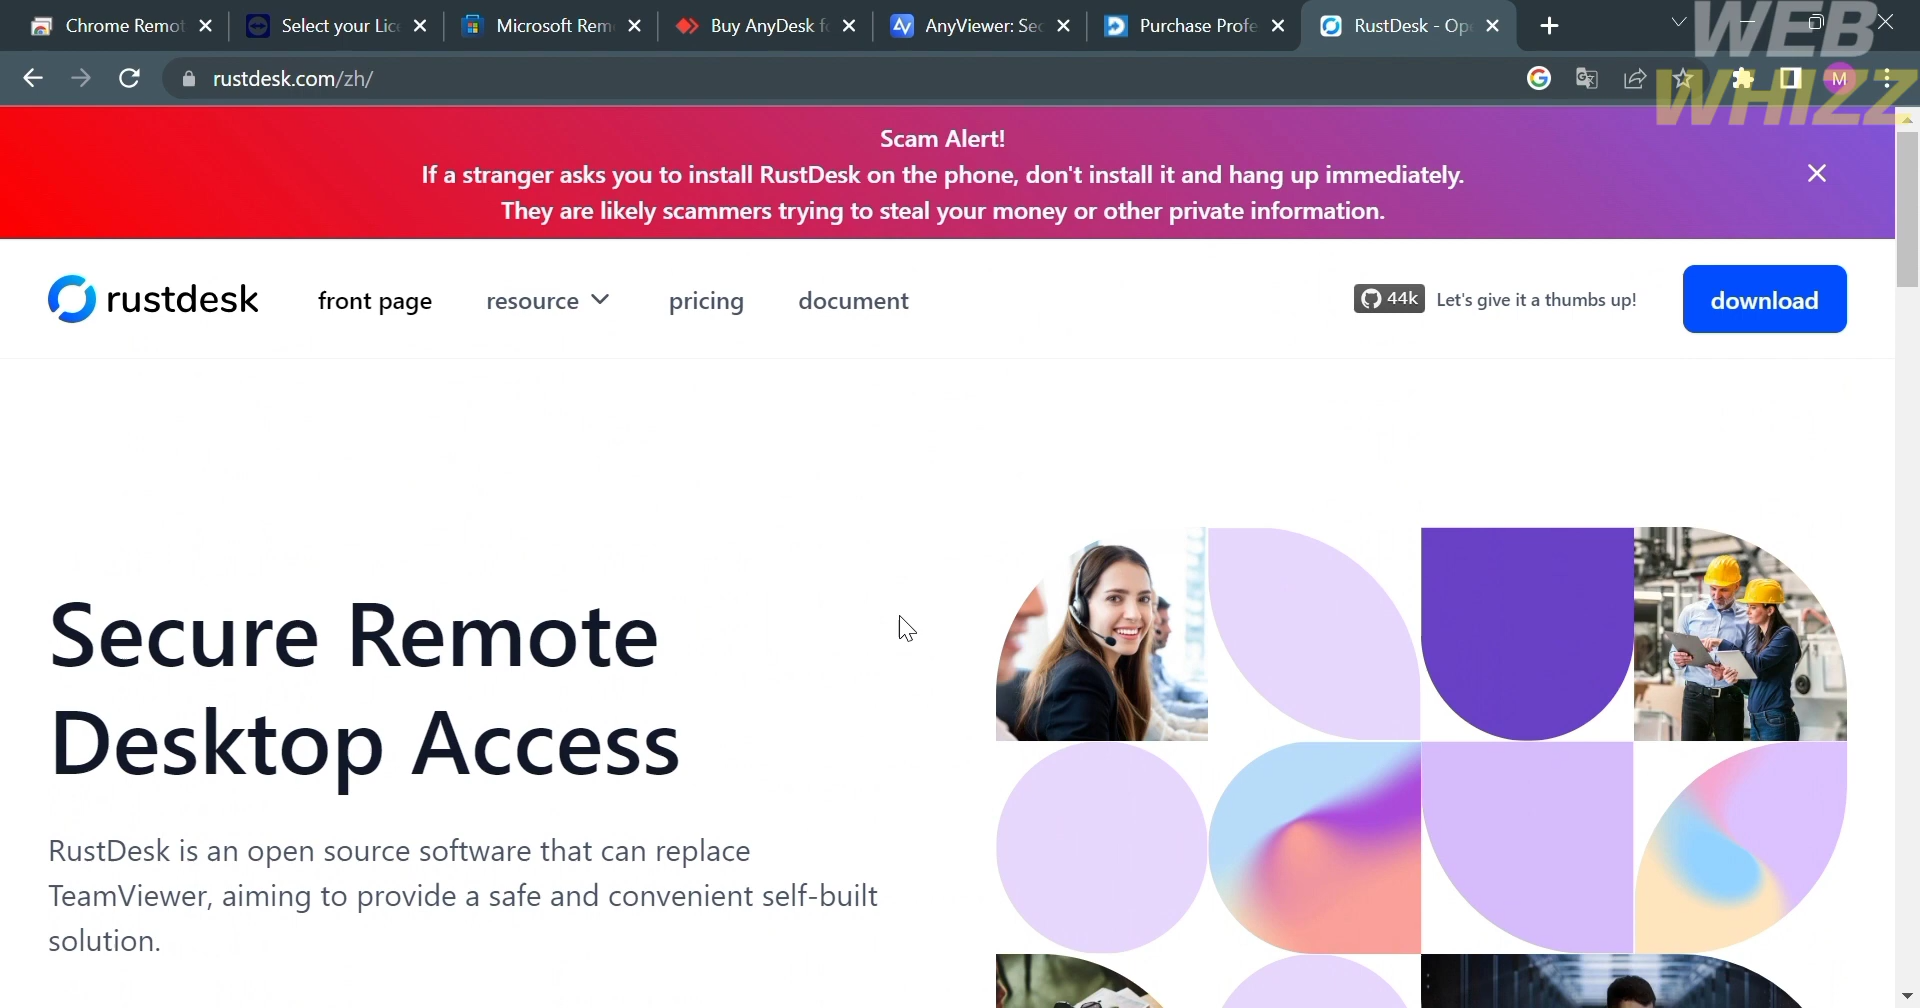 Chrome Remot
Select your Lice
Microsoft Rem
Buy AnyDesk fo
AnyViewer: Sec
Purchase Profe
RustDesk - Ope
WEB
WHIZZ
rustdesk.com/zh/
M
Scam Alert!
If a stranger asks you to install RustDesk on the phone, don't install it and hang up immediately.
They are likely scammers trying to steal your money or other private information.
rustdesk
front page
resource
pricing
document
44k
Let's give it a thumbs up!
download
Secure Remote
Desktop Access
RustDesk is an open source software that can replace
TeamViewer, aiming to provide a safe and convenient self-built
solution.